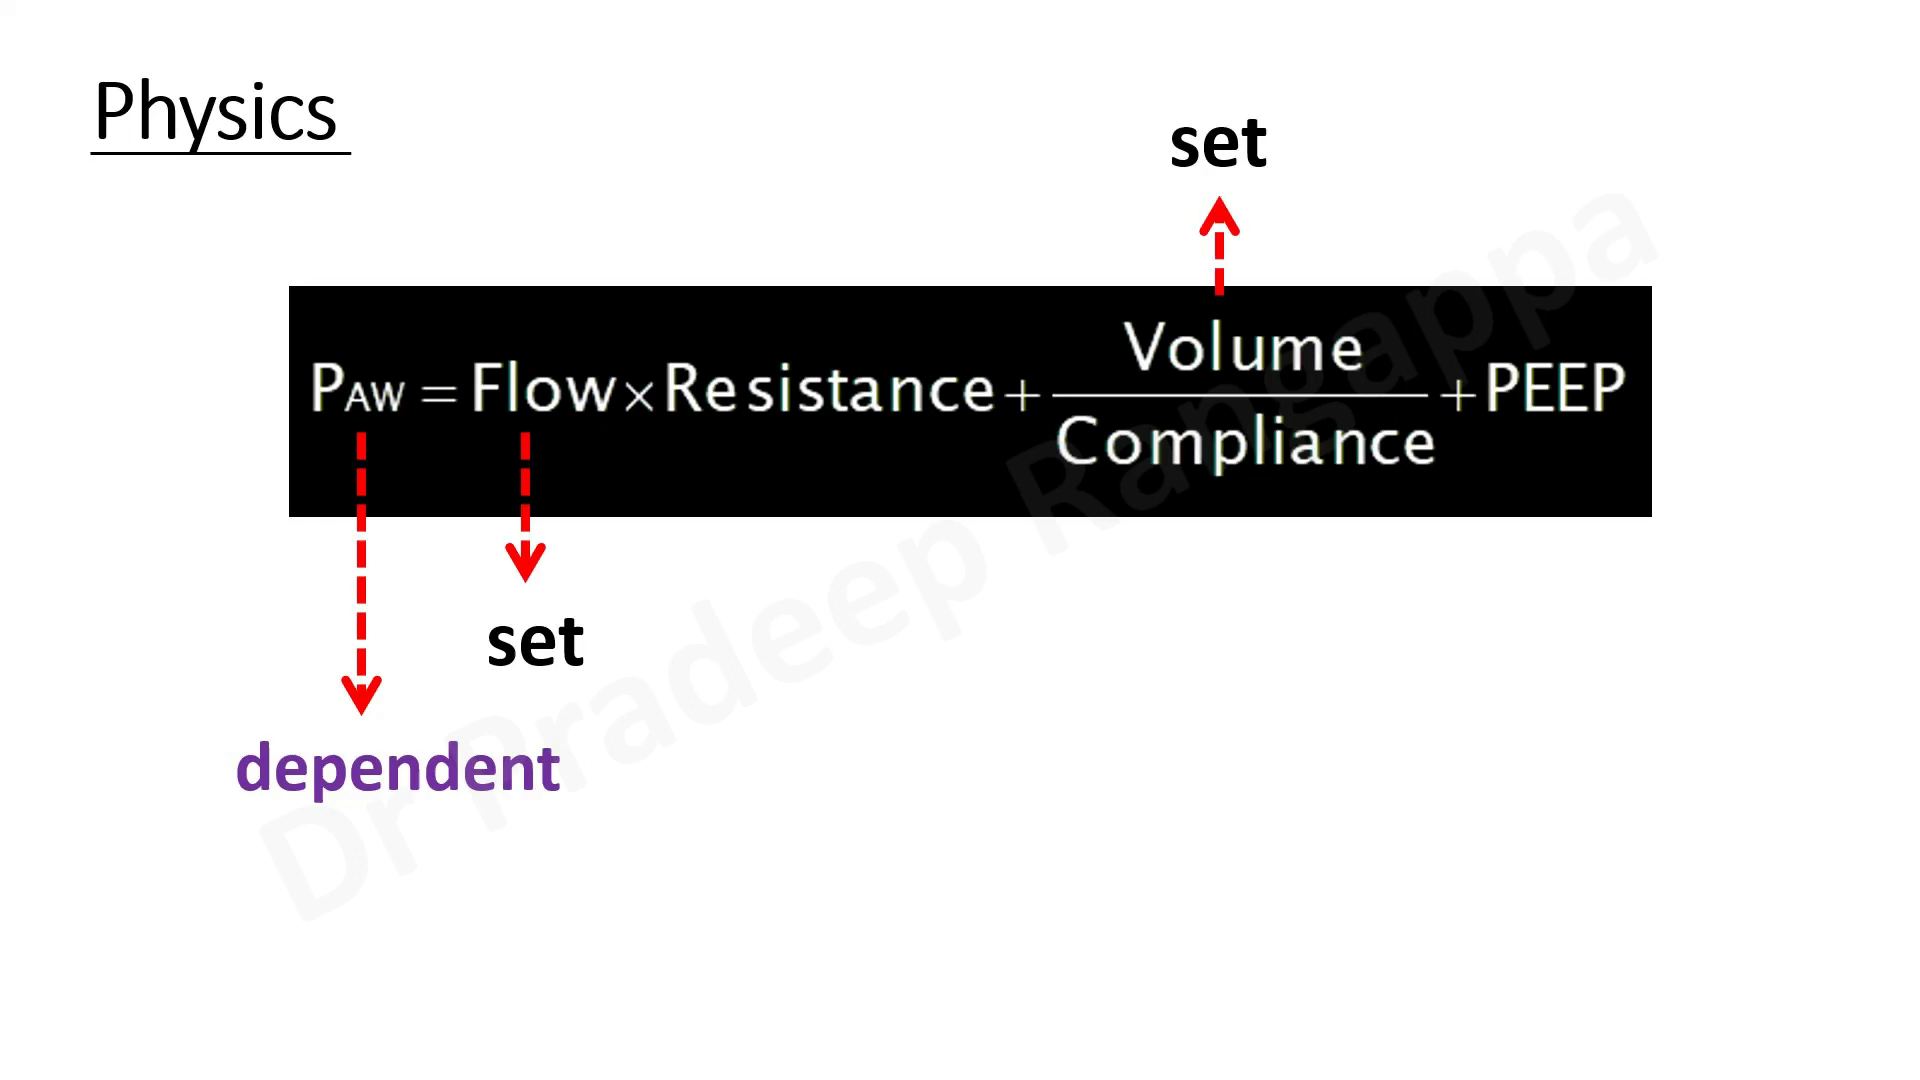 Physics
set
PAW = Flow×Resistance+ Volume/Compliance +PEEP
set
dependent
Dr Pradeep Rangappa